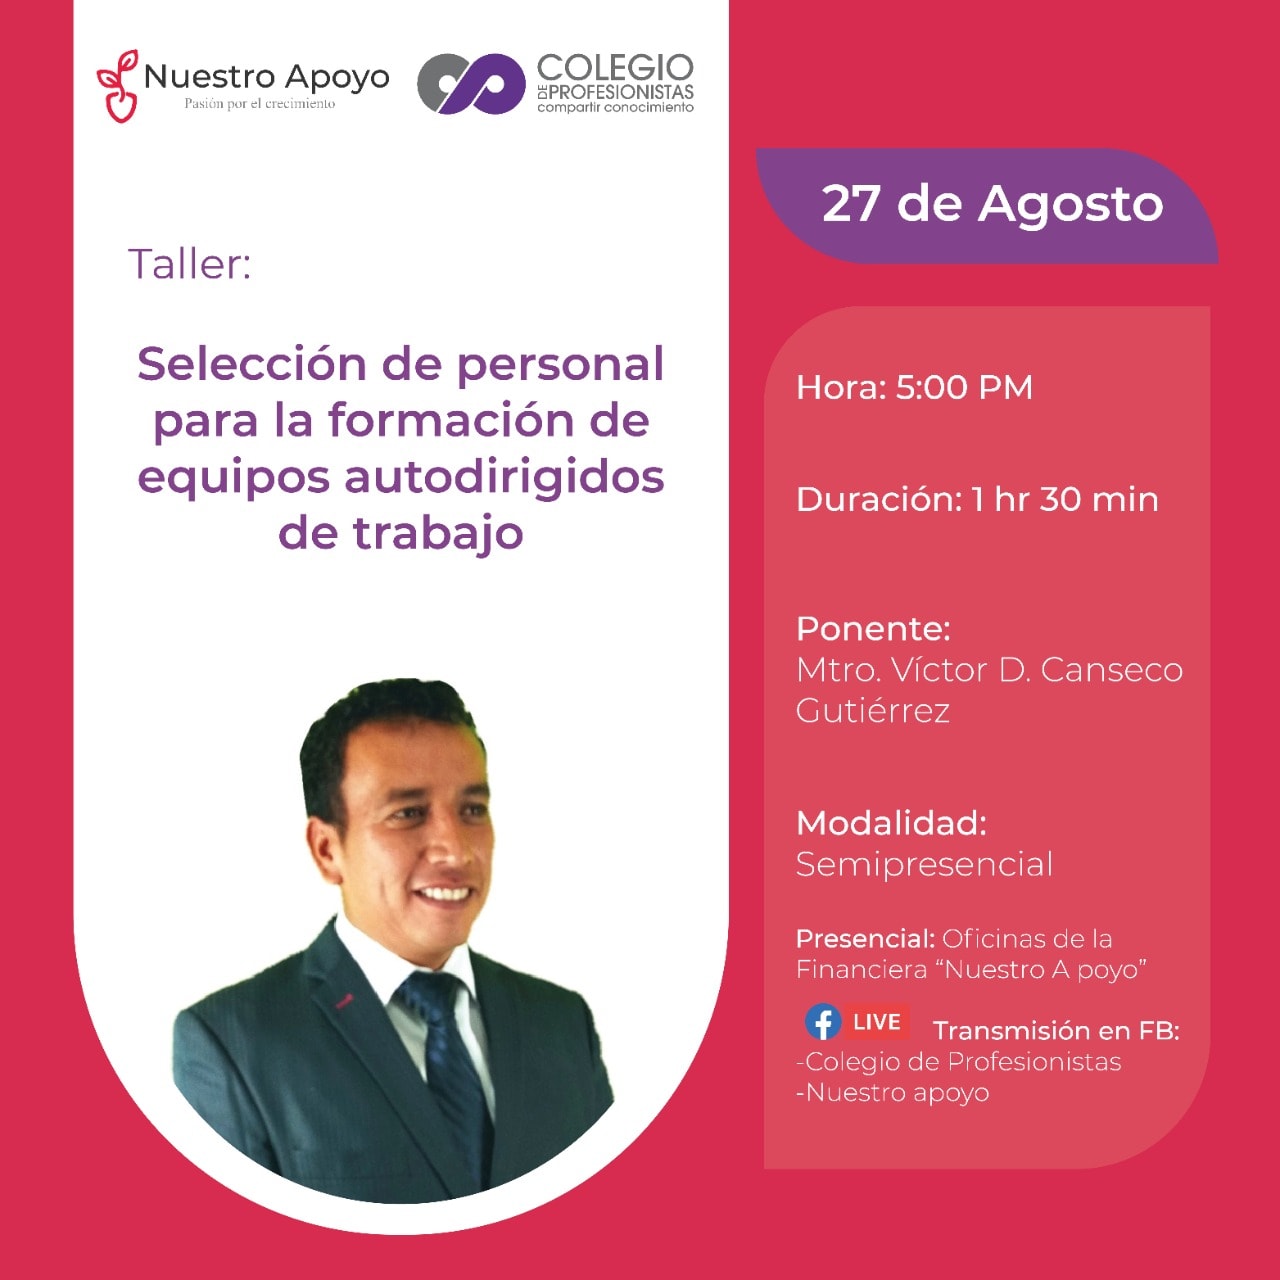 Nuestro Apoyo
Pasión por el crecimiento
COLEGIO
DE PROFESIONISTAS
compartir conocimiento
Taller:
Selección de personal
para la formación de
equipos autodirigidos
de trabajo
27 de Agosto
Hora: 5:00 PM
Duración: 1 hr 30 min
Ponente:
Mtro. Víctor D. Canseco
Gutiérrez
Modalidad:
Semipresencial
Presencial: Oficinas de la
Financiera “Nuestro A poyo”
f LIVE Transmisión en FB:
-Colegio de Profesionistas
-Nuestro apoyo